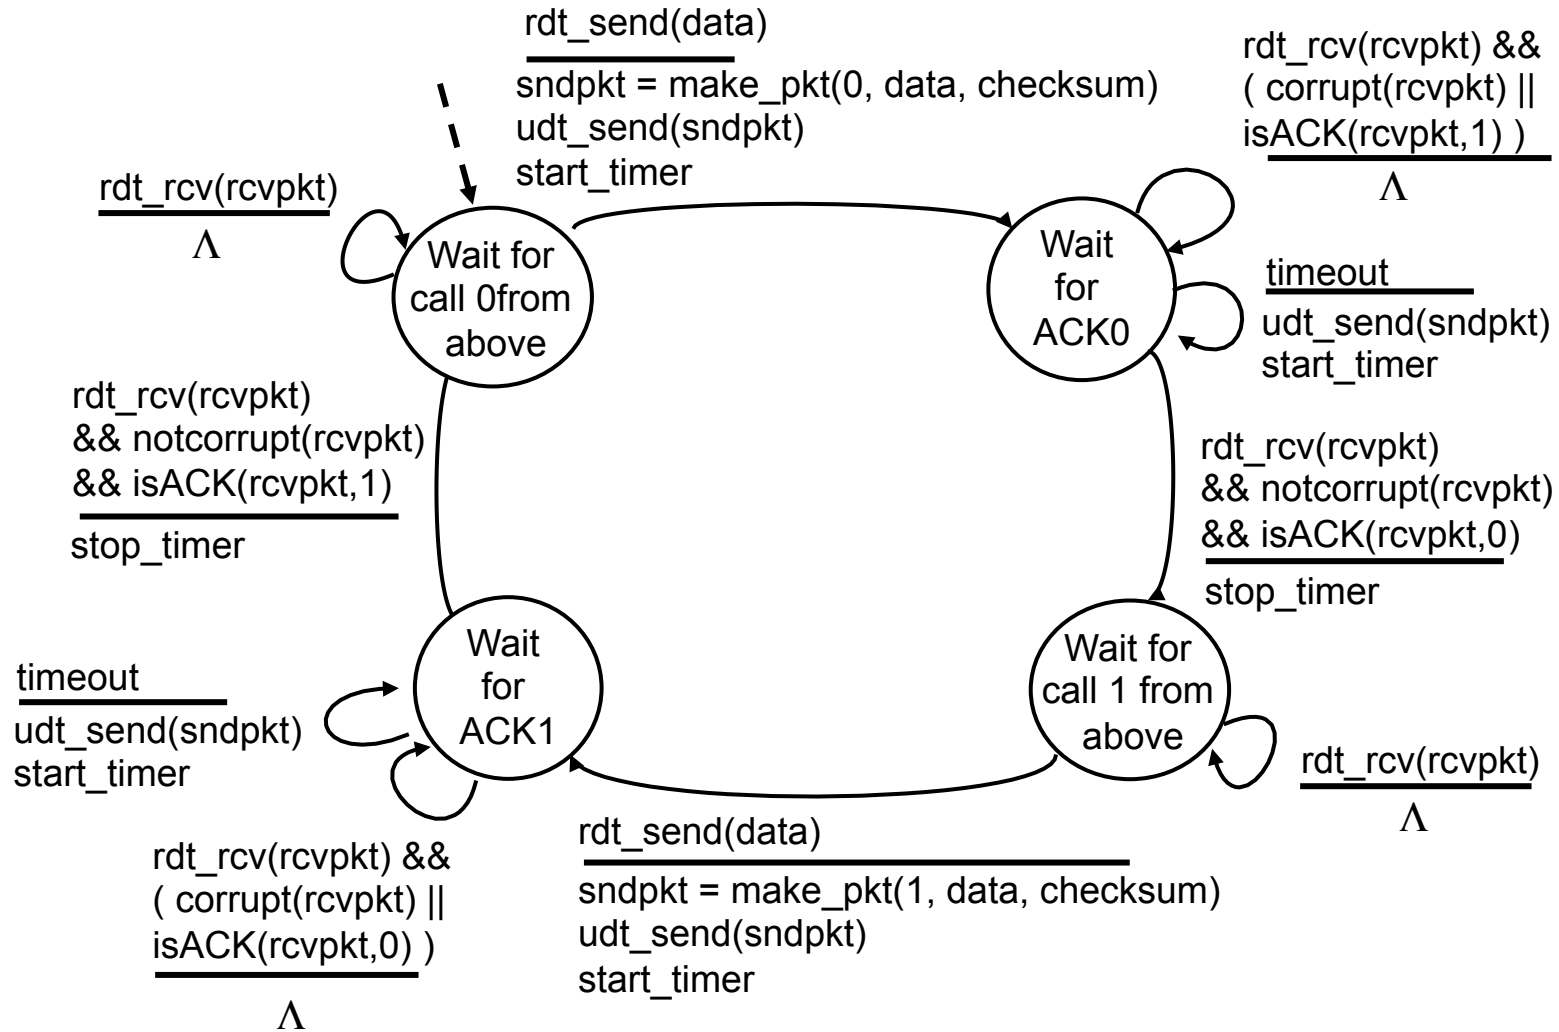 rdt_send(data)
sndpkt = make_pkt(0, data, checksum)
udt_send(sndpkt)
start_timer
rdt_rcv(rcvpkt) &&
( corrupt(rcvpkt) ||
isACK(rcvpkt,1) )
Λ
rdt_rcv(rcvpkt)
Λ
Wait for
call 0from
above
Wait
for
ACK0
timeout
udt_send(sndpkt)
start_timer
rdt_rcv(rcvpkt)
&& notcorrupt(rcvpkt)
&& isACK(rcvpkt,1)
stop_timer
rdt_rcv(rcvpkt)
&& notcorrupt(rcvpkt)
&& isACK(rcvpkt,0)
stop_timer
Wait
for
ACK1
Wait for
call 1 from
above
timeout
udt_send(sndpkt)
start_timer
rdt_rcv(rcvpkt)
Λ
rdt_rcv(rcvpkt) &&
( corrupt(rcvpkt) ||
isACK(rcvpkt,0) )
Λ
rdt_send(data)
sndpkt = make_pkt(1, data, checksum)
udt_send(sndpkt)
start_timer